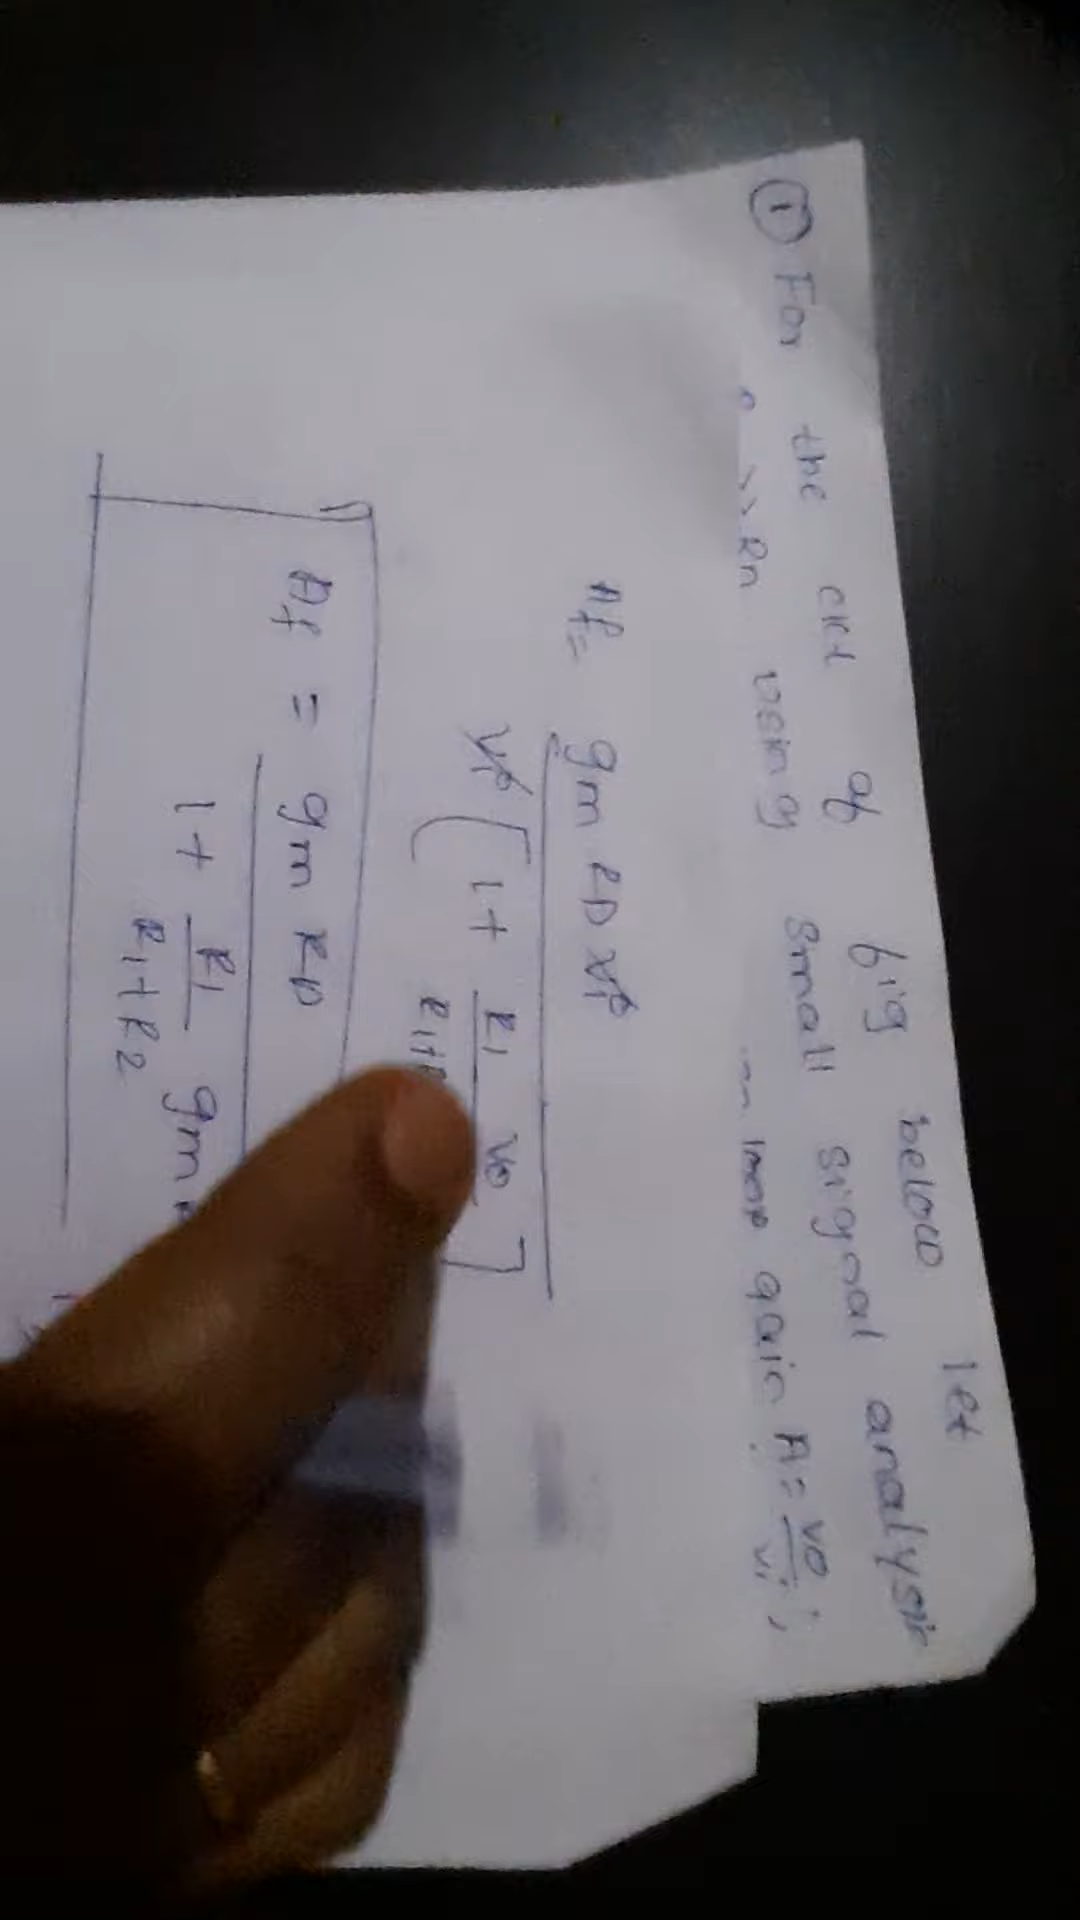 ① For the ckt of fig below let
>> RD using small signal analysis
loop gain A = vo/vi ;
Af = gm RD vi
vi [ 1 + R1 vo ]
R1+R
Af = gm RD
1 + R1 gm
R1 + R2